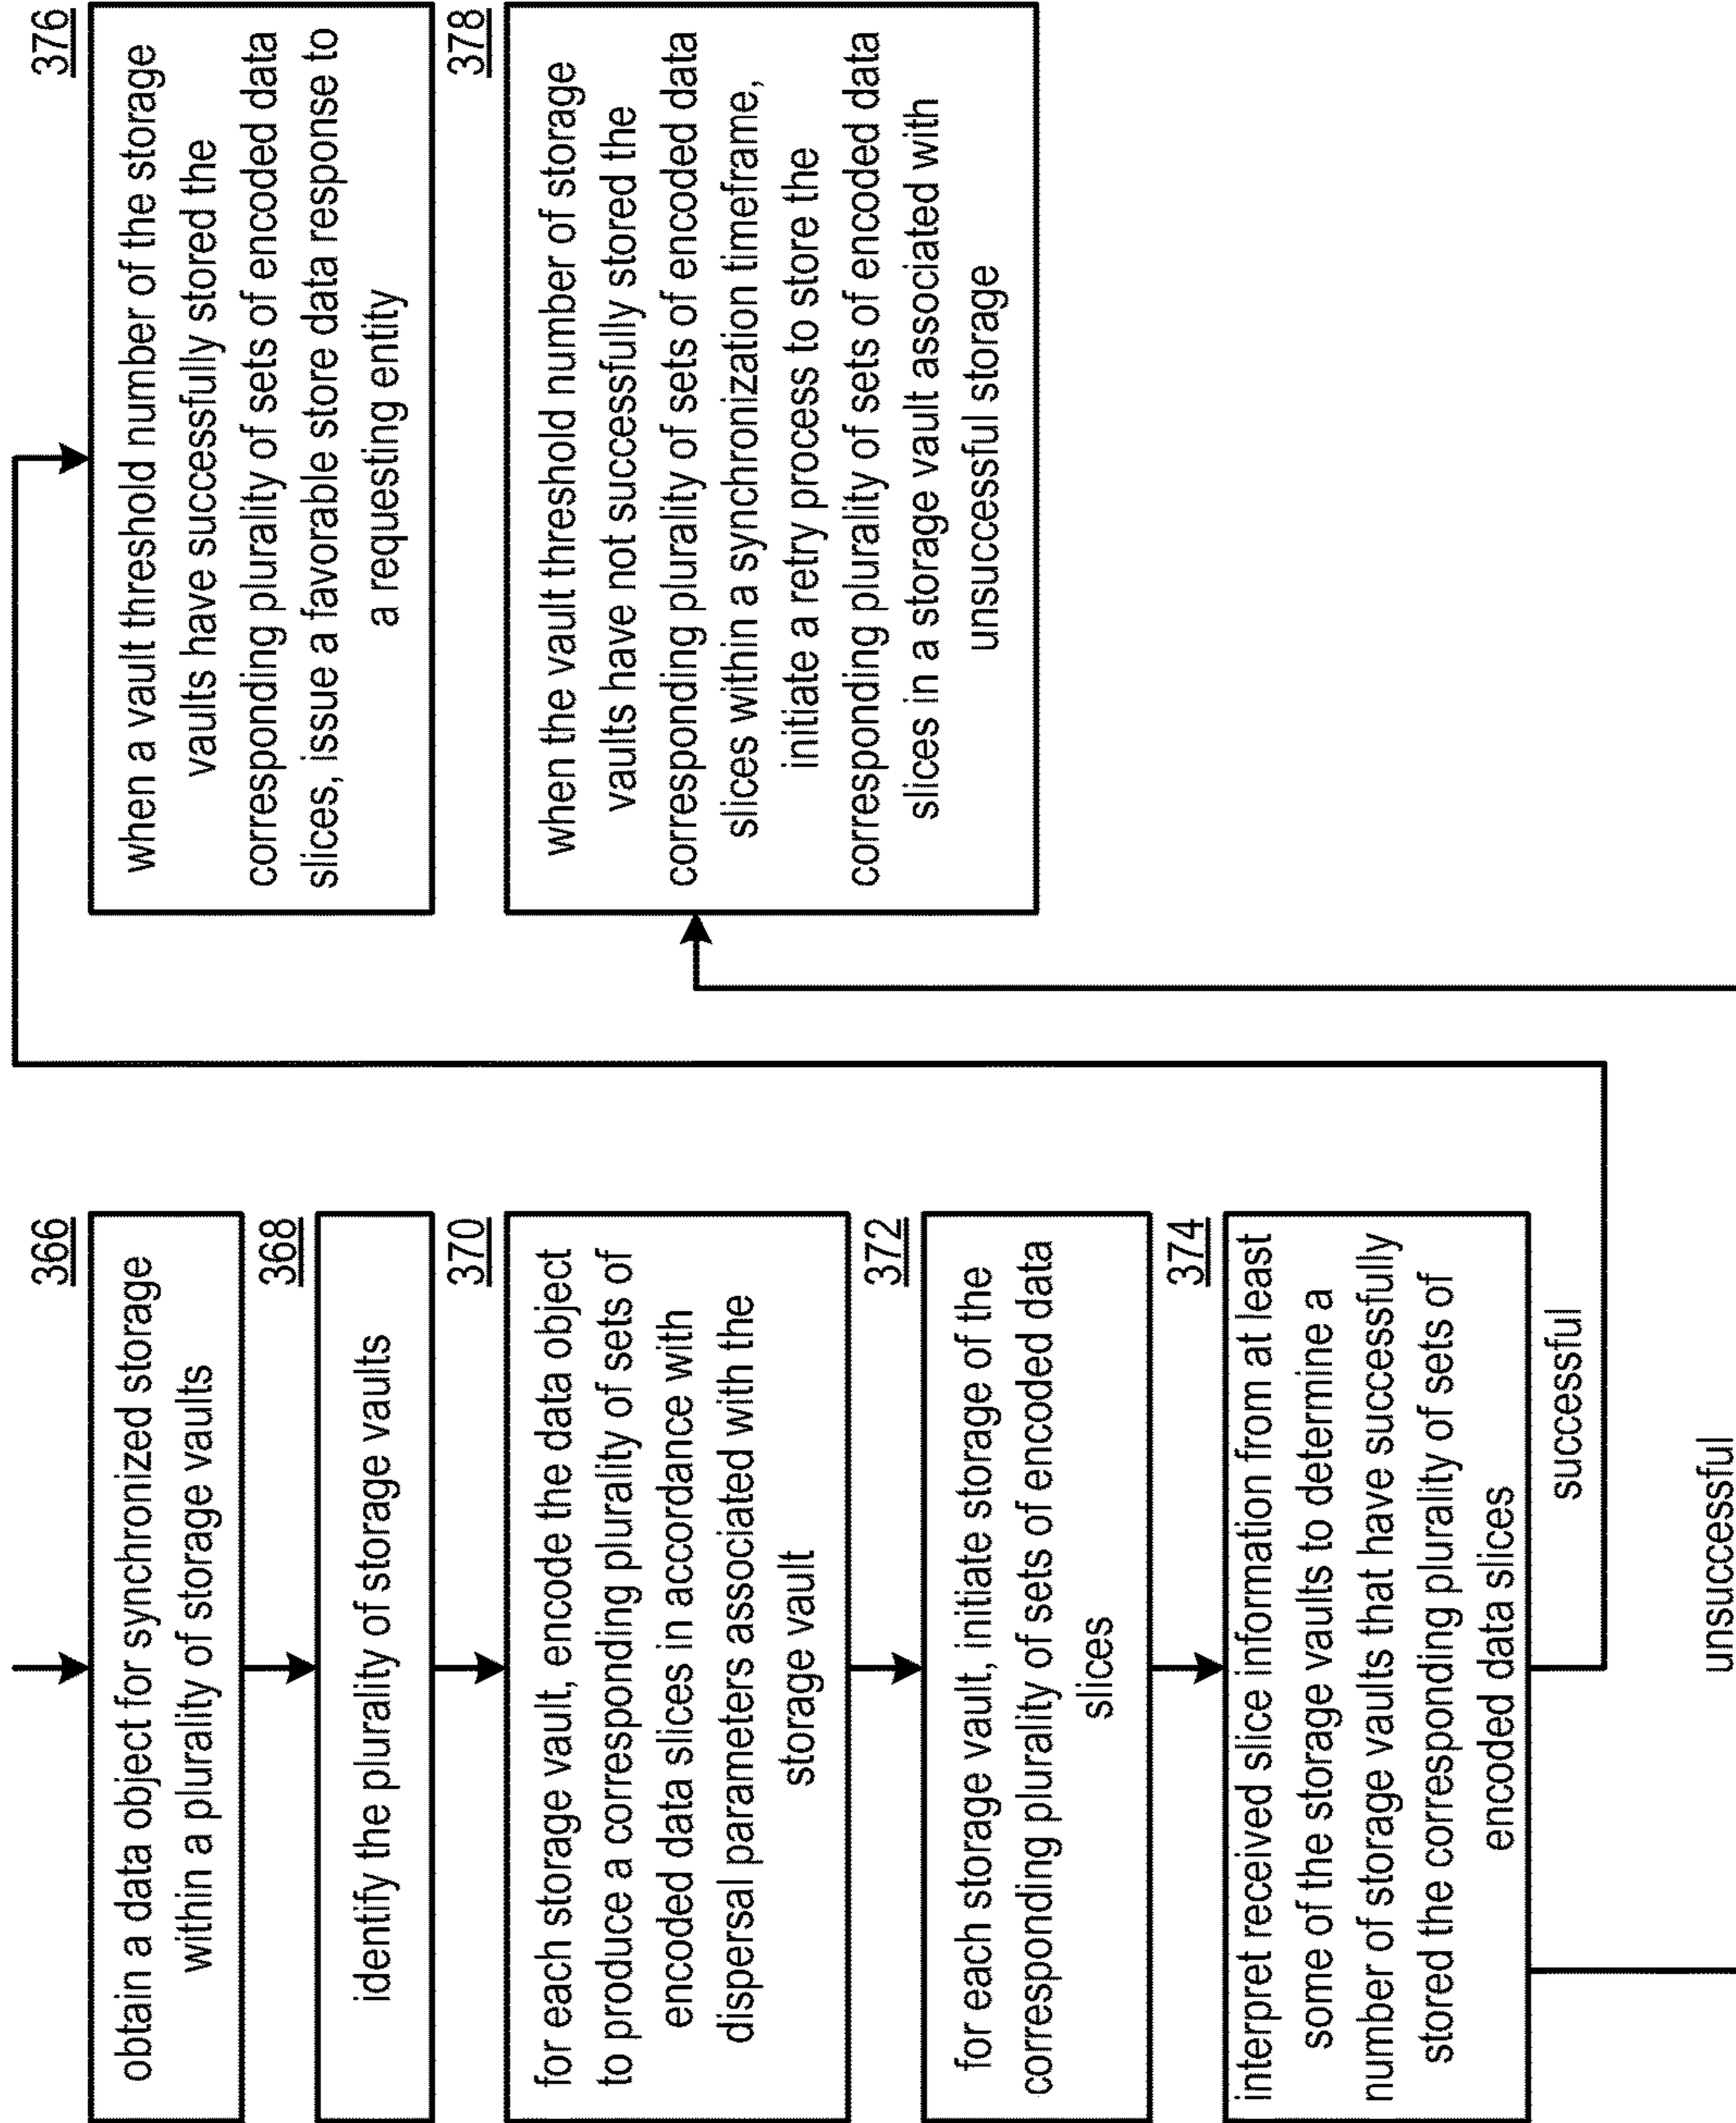 366
obtain a data object for synchronized storage
within a plurality of storage vaults
368
identify the plurality of storage vaults
370
for each storage vault, encode the data object
to produce a corresponding plurality of sets of
encoded data slices in accordance with
dispersal parameters associated with the
storage vault
372
for each storage vault, initiate storage of the
corresponding plurality of sets of encoded data
slices
374
interpret received slice information from at least
some of the storage vaults to determine a
number of storage vaults that have successfully
stored the corresponding plurality of sets of
encoded data slices
successful
unsuccessful
376
when a vault threshold number of the storage
vaults have successfully stored the
corresponding plurality of sets of encoded data
slices, issue a favorable store data response to
a requesting entity
378
when the vault threshold number of storage
vaults have not successfully stored the
corresponding plurality of sets of encoded data
slices within a synchronization timeframe,
initiate a retry process to store the
corresponding plurality of sets of encoded data
slices in a storage vault associated with
unsuccessful storage